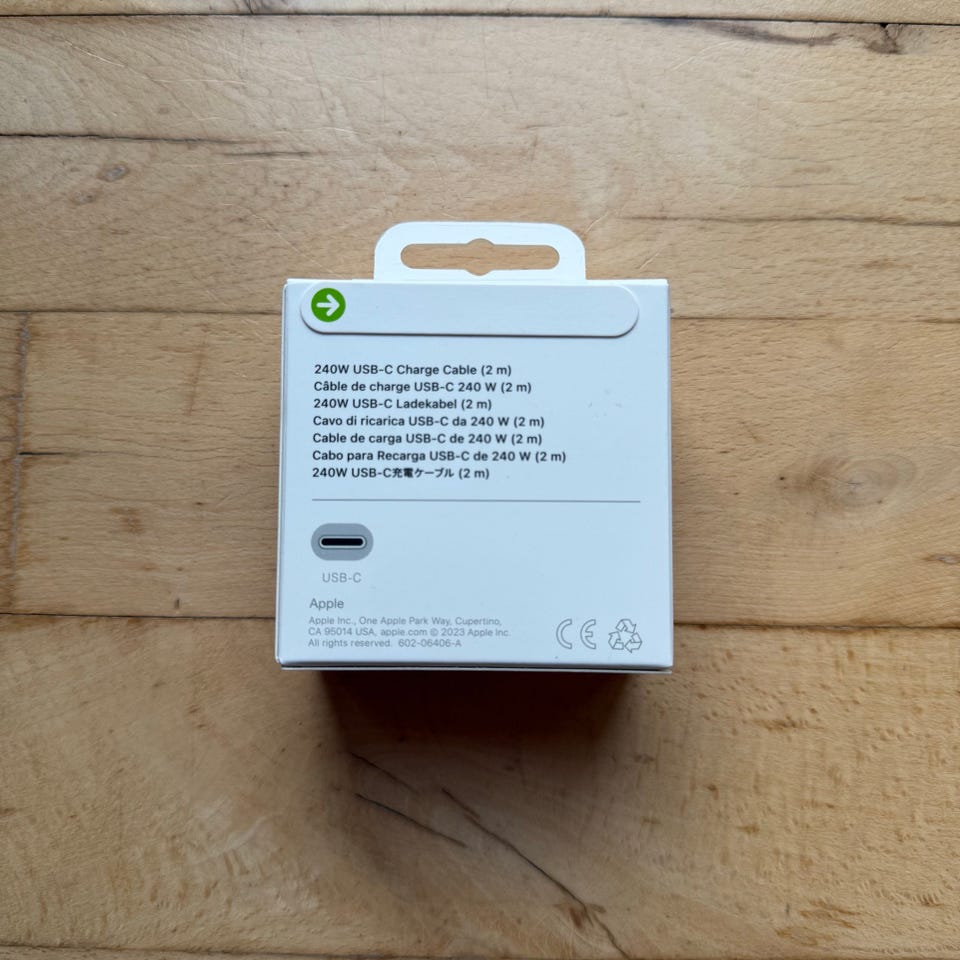 240W USB-C Charge Cable (2 m)
Câble de charge USB-C 240 W (2 m)
240W USB-C Ladekabel (2 m)
Cavo di ricarica USB-C da 240 W (2 m)
Cable de carga USB-C de 240 W (2 m)
Cabo para Recarga USB-C de 240 W (2 m)
240W USB-C充電ケーブル (2 m)
USB-C
Apple
Apple Inc., One Apple Park Way, Cupertino,
CA 95014 USA, apple.com © 2023 Apple Inc.
All rights reserved. 602-06406-A
CE